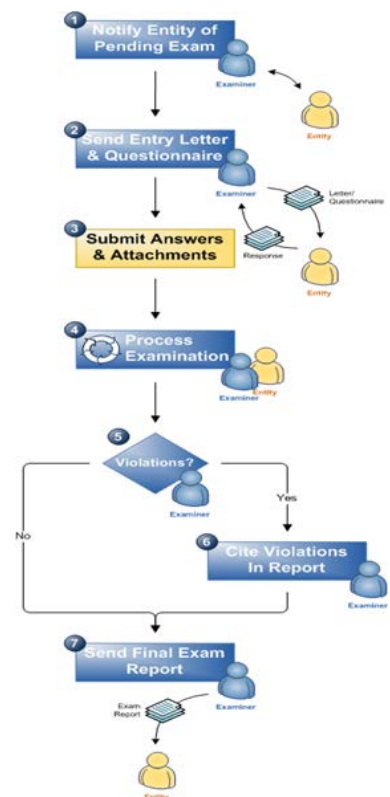 1
Notify Entity of
Pending Exam
Examiner
Entity
2
Send Entry Letter
& Questionnaire
Examiner
Letter/
Questionnaire
3
Submit Answers
& Attachments
Response
Entity
4
Process
Examination
Entity
Examiner
5
Violations?
Examiner
No
Yes
6
Cite Violations
In Report
Examiner
7
Send Final Exam
Report
Examiner
Exam
Report
Entity